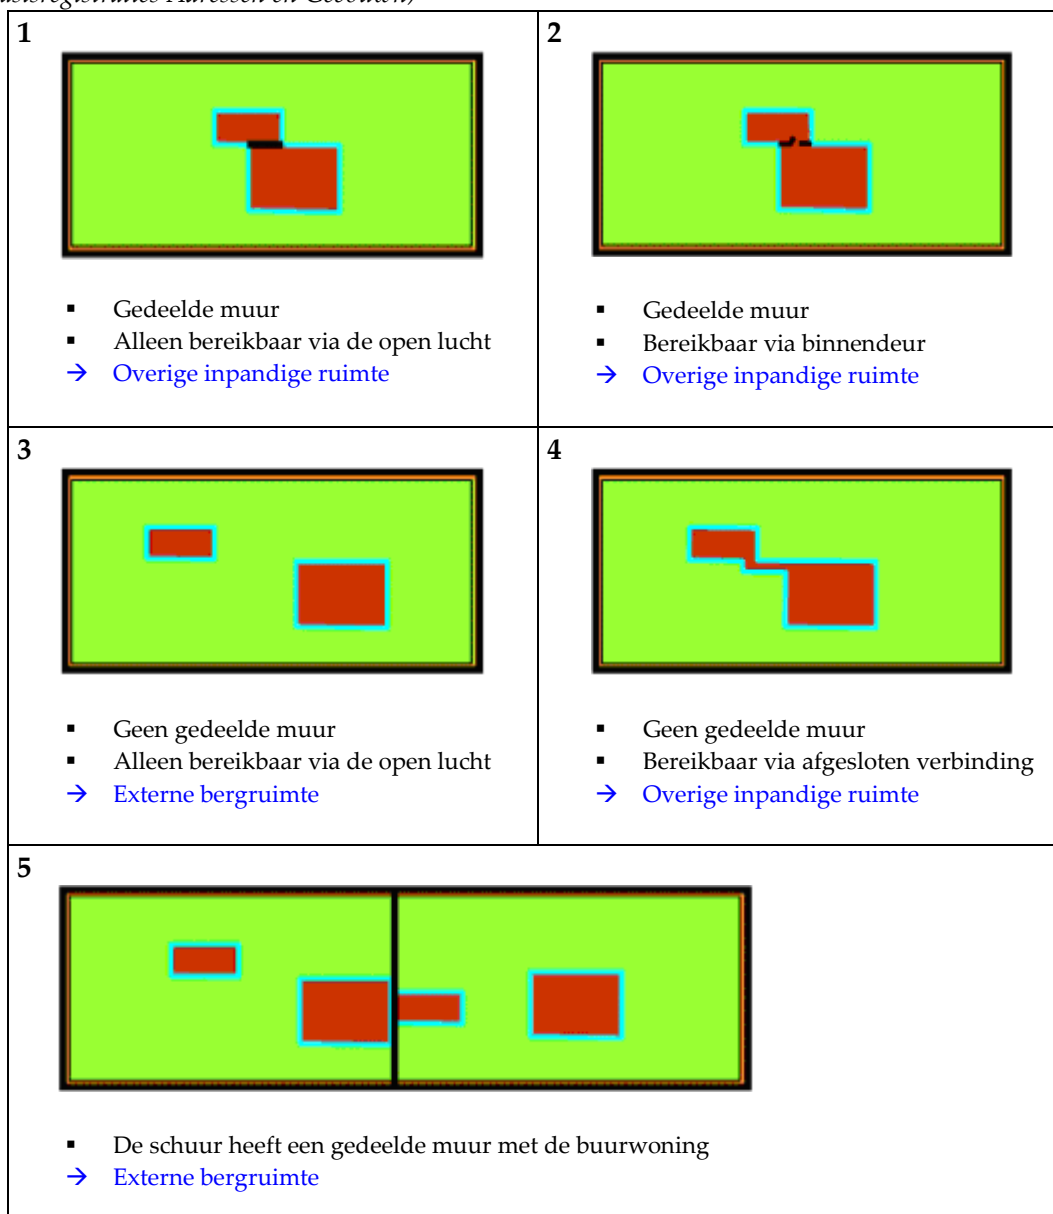 1
Gedeelde muur
Alleen bereikbaar via de open lucht
→ Overige inpandige ruimte
2
Gedeelde muur
Bereikbaar via binnendeur
→ Overige inpandige ruimte
3
Geen gedeelde muur
Alleen bereikbaar via de open lucht
→ Externe bergruimte
4
Geen gedeelde muur
Bereikbaar via afgesloten verbinding
→ Overige inpandige ruimte
5
De schuur heeft een gedeelde muur met de buurwoning
→ Externe bergruimte